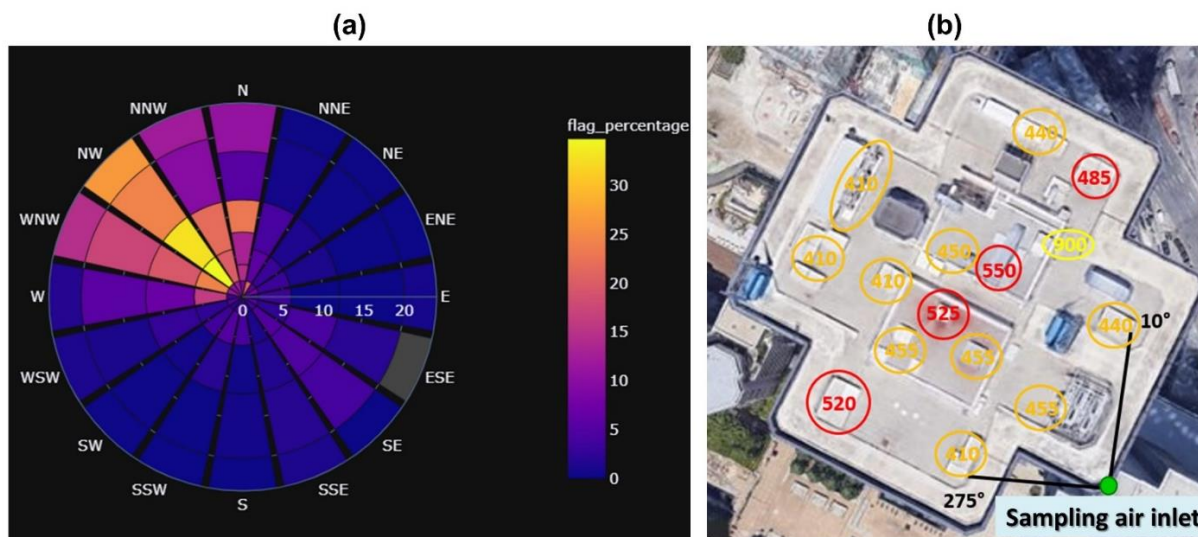 (a)
N
NNE
NE
ENE
E
ESE
SE
SSE
S
SSW
SW
WSW
W
WNW
NW
NNW
0 5 10 15 20
flag_percentage
30
25
20
15
10
5
0
(b)
440
485
410
900
450
550
410
410
525
440
10°
455
455
520
455
410
275°
Sampling air inlet